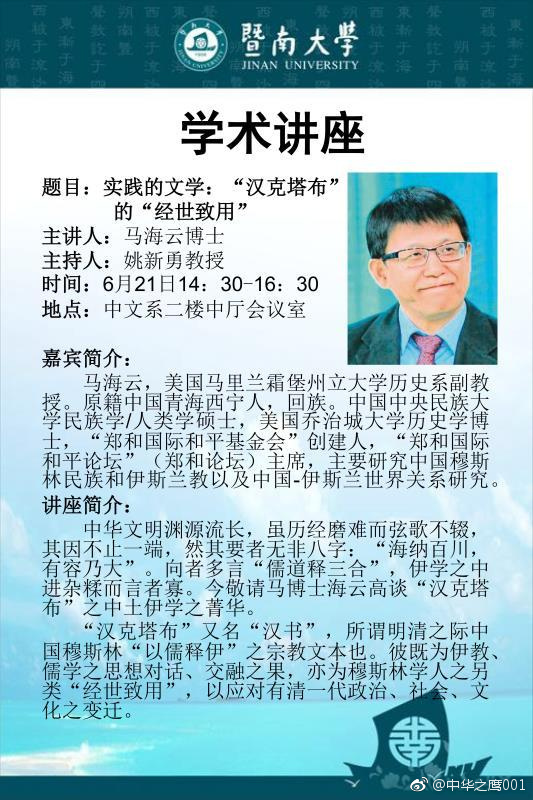 暨南大學
JINAN UNIVERSITY
学术讲座
题目：实践的文学：“汉克塔布”
的“经世致用”
主讲人：马海云博士
主持人：姚新勇教授
时间：6月21日14：30-16：30
地点：中文系二楼中厅会议室
嘉宾简介：
马海云，美国马里兰霜堡州立大学历史系副教
授。原籍中国青海西宁人，回族。中国中央民族大
学民族学/人类学硕士，美国乔治城大学历史学博
士，“郑和国际和平基金会”创建人，“郑和国际
和平论坛”（郑和论坛）主席，主要研究中国穆斯
林民族和伊斯兰教以及中国-伊斯兰世界关系研究。
讲座简介：
中华文明渊源流长，虽历经磨难而弦歌不辍，
其因不止一端，然其要者无非八字：“海纳百川，
有容乃大”。向者多言“儒道释三合”，伊学之中
进杂糅而言者寡。今敬请马博士海云高谈“汉克塔
布”之中土伊学之菁华。
“汉克塔布”又名“汉书”，所谓明清之际中
国穆斯林“以儒释伊”之宗教文本也。彼既为伊教、
儒学之思想对话、交融之果，亦为穆斯林学人之另
类“经世致用”，以应对有清一代政治、社会、文
化之变迁。
@中华之鹰001